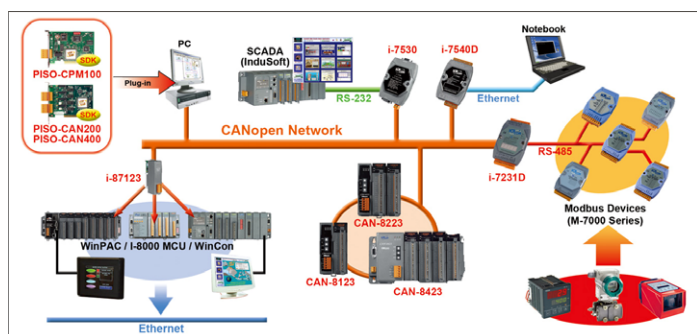 PISO-CPM100
SDK
PISO-CAN200
PISO-CAN400
SDK
Plug-in
PC
SCADA
(InduSoft)
RS-232
i-7530
i-7540D
Ethernet
Notebook
CANopen Network
i-7231D
RS-485
Modbus Devices
(M-7000 Series)
i-87123
WinPAC / I-8000 MCU / WinCon
Ethernet
CAN-8223
CAN-8123
CAN-8423